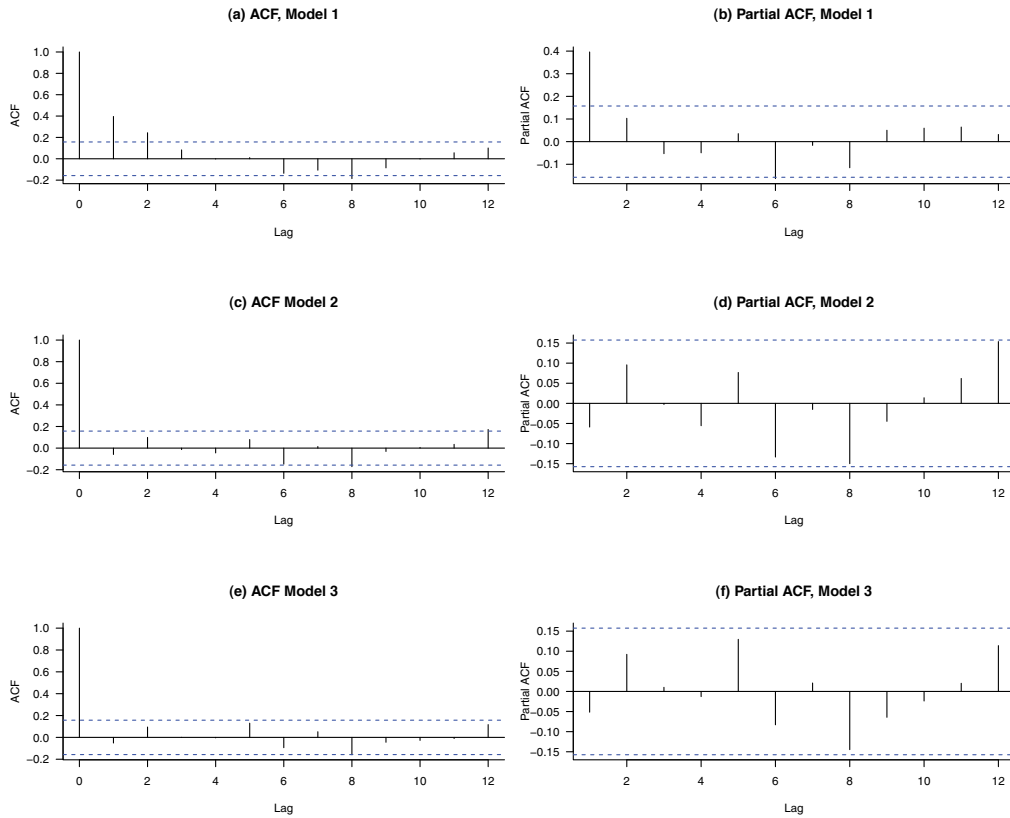 (a) ACF, Model 1
ACF
1.0
0.8
0.6
0.4
0.2
0.0
−0.2
0 2 4 6 8 10 12
Lag
(b) Partial ACF, Model 1
Partial ACF
0.4
0.3
0.2
0.1
0.0
−0.1
2 4 6 8 10 12
Lag
(c) ACF Model 2
ACF
1.0
0.8
0.6
0.4
0.2
0.0
−0.2
0 2 4 6 8 10 12
Lag
(d) Partial ACF, Model 2
Partial ACF
0.15
0.10
0.05
0.00
−0.05
−0.10
−0.15
2 4 6 8 10 12
Lag
(e) ACF Model 3
ACF
1.0
0.8
0.6
0.4
0.2
0.0
−0.2
0 2 4 6 8 10 12
Lag
(f) Partial ACF, Model 3
Partial ACF
0.15
0.10
0.05
0.00
−0.05
−0.10
−0.15
2 4 6 8 10 12
Lag